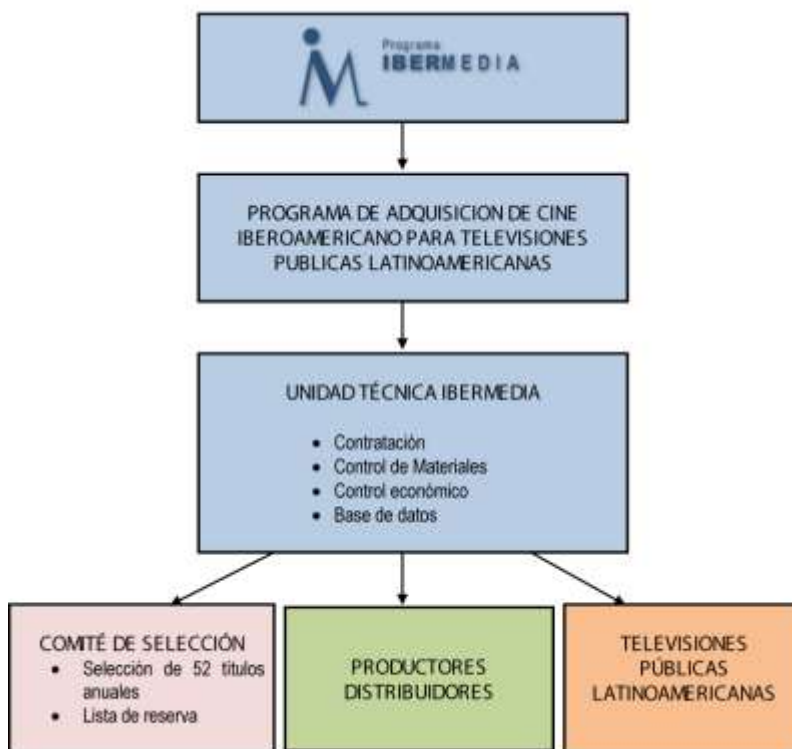 Programa
IBERMEDIA
PROGRAMA DE ADQUISICION DE CINE
IBEROAMERICANO PARA TELEVISIONES
PUBLICAS LATINOAMERICANAS
UNIDAD TÉCNICA IBERMEDIA
• Contratación
• Control de Materiales
• Control económico
• Base de datos
COMITÉ DE SELECCIÓN
• Selección de 52 títulos
anuales
• Lista de reserva
PRODUCTORES
DISTRIBUIDORES
TELEVISIONES
PÚBLICAS
LATINOAMERICANAS